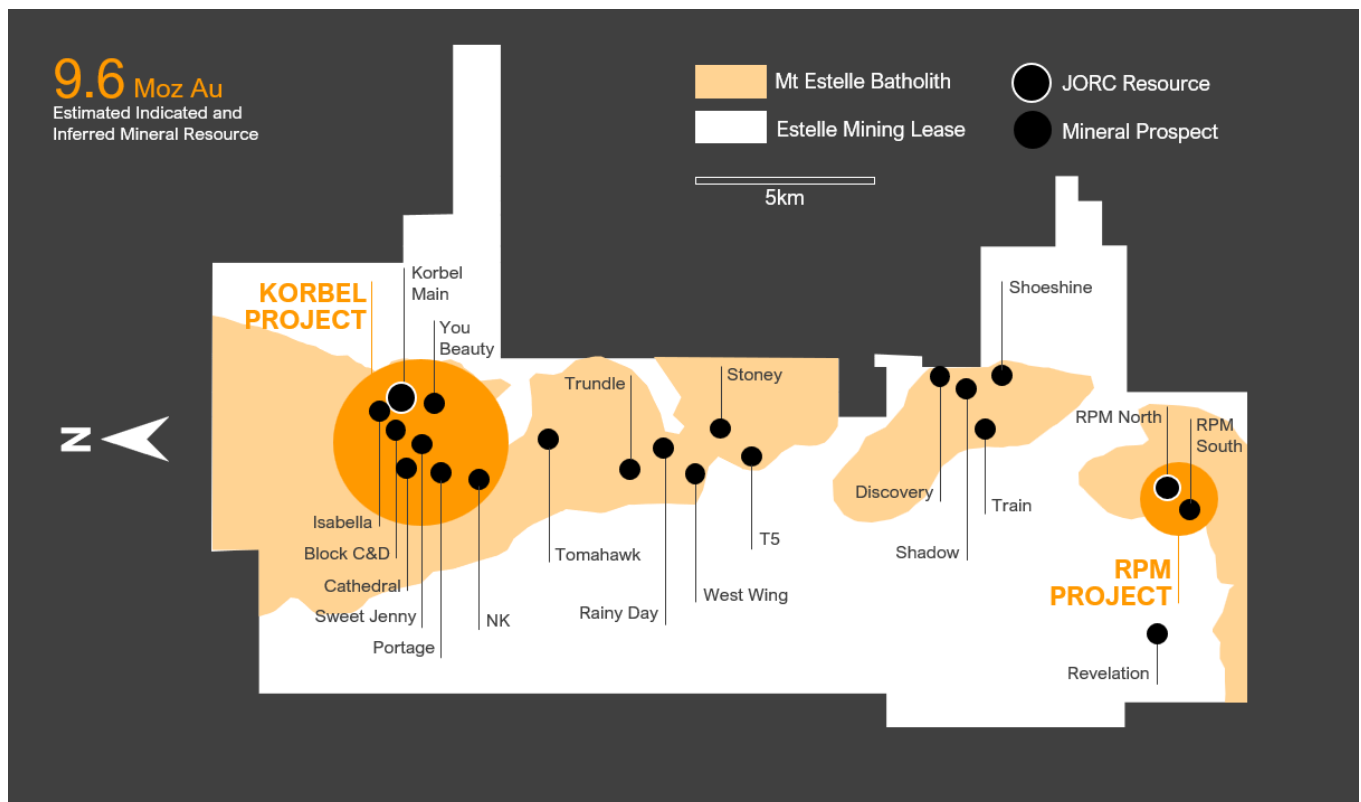 9.6 Moz Au
Estimated Indicated and
Inferred Mineral Resource
Mt Estelle Batholith
Estelle Mining Lease
JORC Resource
Mineral Prospect
5km
N
KORBEL
PROJECT
Korbel
Main
You
Beauty
Trundle
Stoney
Shoeshine
RPM North
RPM
South
Isabella
Block C&D
Cathedral
Sweet Jenny
Portage
NK
Tomahawk
Rainy Day
West Wing
T5
Discovery
Shadow
Train
RPM
PROJECT
Revelation